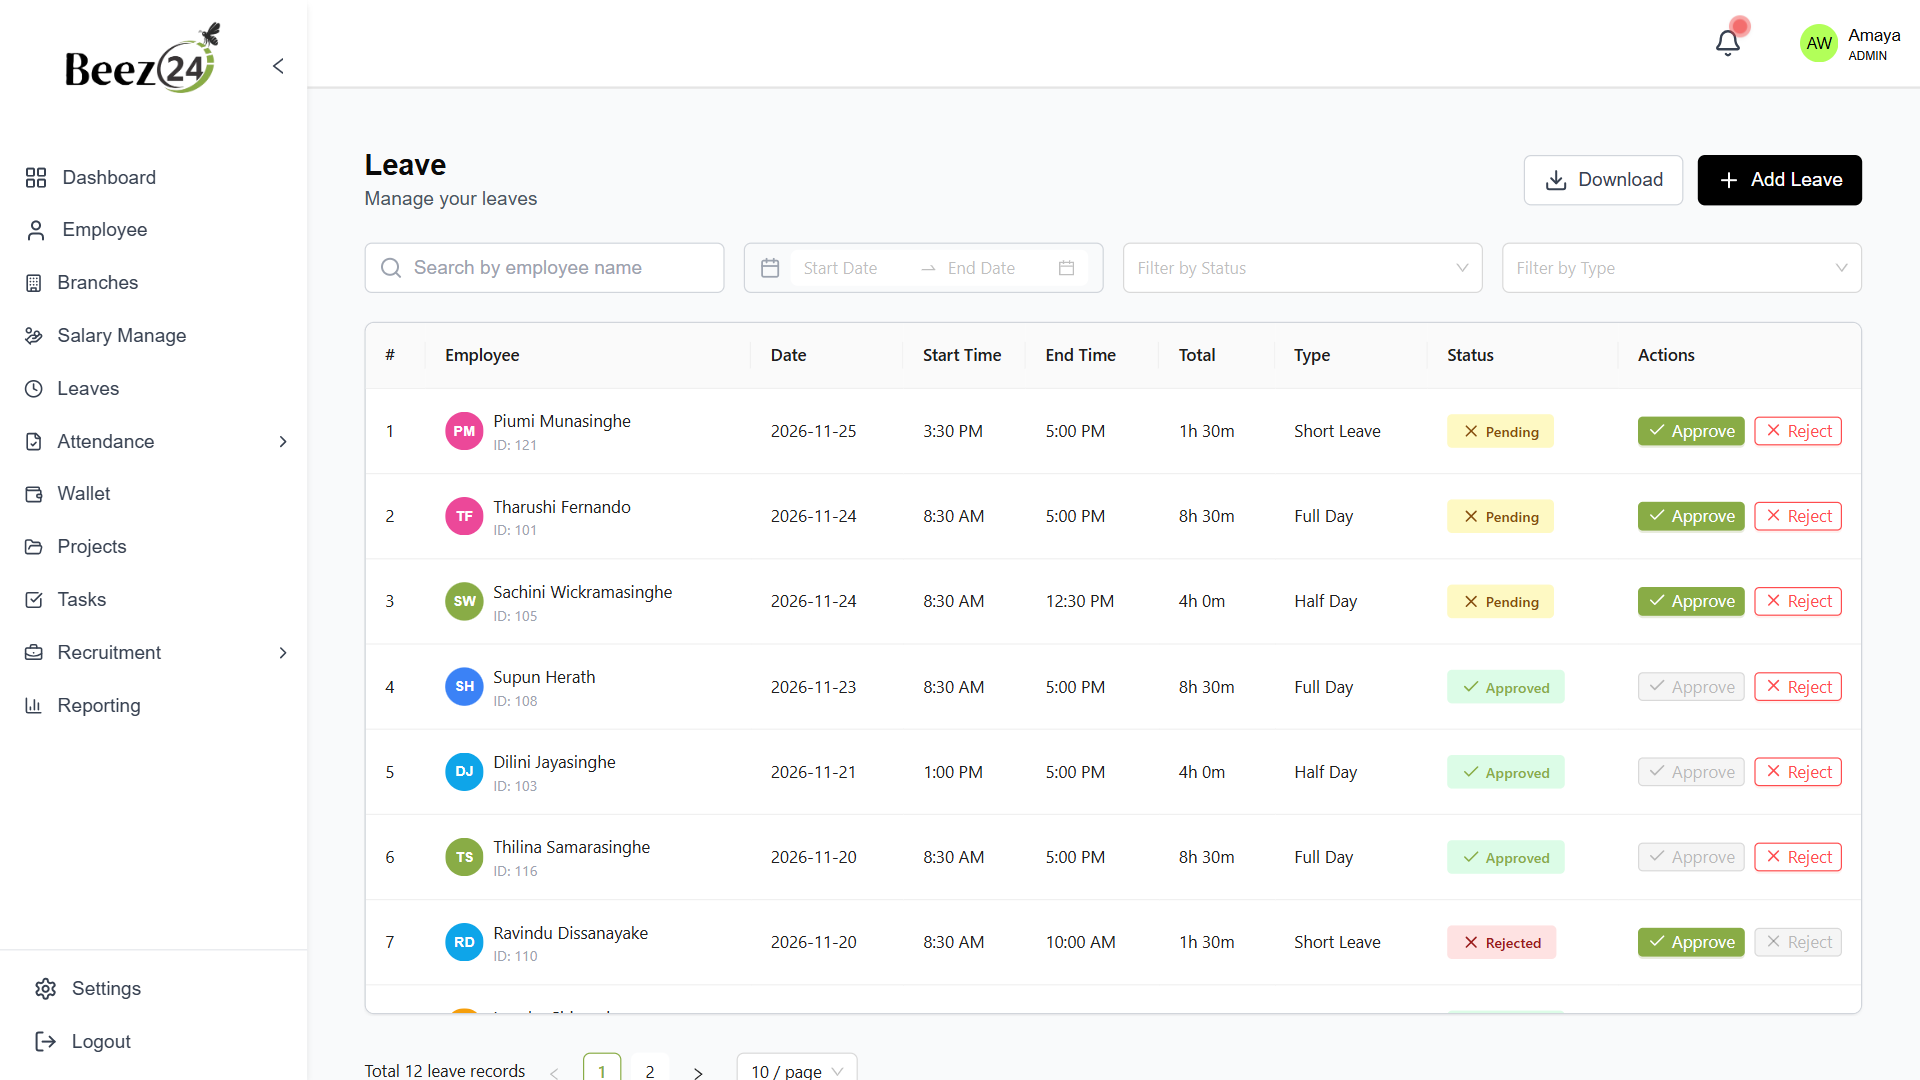 Beez24
Amaya
AW
ADMIN
Dashboard
Employee
Branches
Salary Manage
Leaves
Attendance
Wallet
Projects
Tasks
Recruitment
Reporting
Settings
Logout
Leave
Manage your leaves
Download
Add Leave
Search by employee name
Start Date
End Date
Filter by Status
Filter by Type
# Employee Date Start Time End Time Total Type Status Actions
1 PM Piumi Munasinghe 2026-11-25 3:30 PM 5:00 PM 1h 30m Short Leave Pending Approve Reject
ID: 121
2 TF Tharushi Fernando 2026-11-24 8:30 AM 5:00 PM 8h 30m Full Day Pending Approve Reject
ID: 101
3 SW Sachini Wickramasinghe 2026-11-24 8:30 AM 12:30 PM 4h 0m Half Day Pending Approve Reject
ID: 105
4 SH Supun Herath 2026-11-23 8:30 AM 5:00 PM 8h 30m Full Day Approved Approve Reject
ID: 108
5 DJ Dilini Jayasinghe 2026-11-21 1:00 PM 5:00 PM 4h 0m Half Day Approved Approve Reject
ID: 103
6 TS Thilina Samarasinghe 2026-11-20 8:30 AM 5:00 PM 8h 30m Full Day Approved Approve Reject
ID: 116
7 RD Ravindu Dissanayake 2026-11-20 8:30 AM 10:00 AM 1h 30m Short Leave Rejected Approve Reject
ID: 110
Total 12 leave records 1 2 10 / page